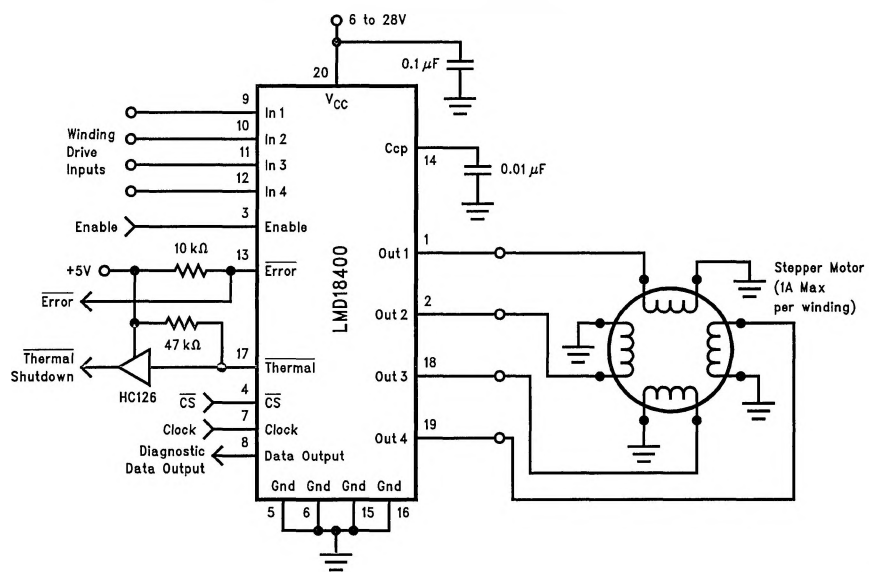 6 to 28V
0.1 µF
20
VCC
9
In 1
10
In 2
11
In 3
12
In 4
Winding
Drive
Inputs
3
Enable
Enable
10 kΩ
13
+5V
Error
Error
47 kΩ
17
Thermal
Thermal
Shutdown
HC126
4
CS
CS
7
Clock
Clock
8
Diagnostic
Data Output
Data Output
LMD18400
Ccp
14
0.01 µF
Out 1
1
Out 2
2
Out 3
18
Out 4
19
Stepper Motor
(1A Max
per winding)
Gnd Gnd Gnd Gnd
5 6 15 16